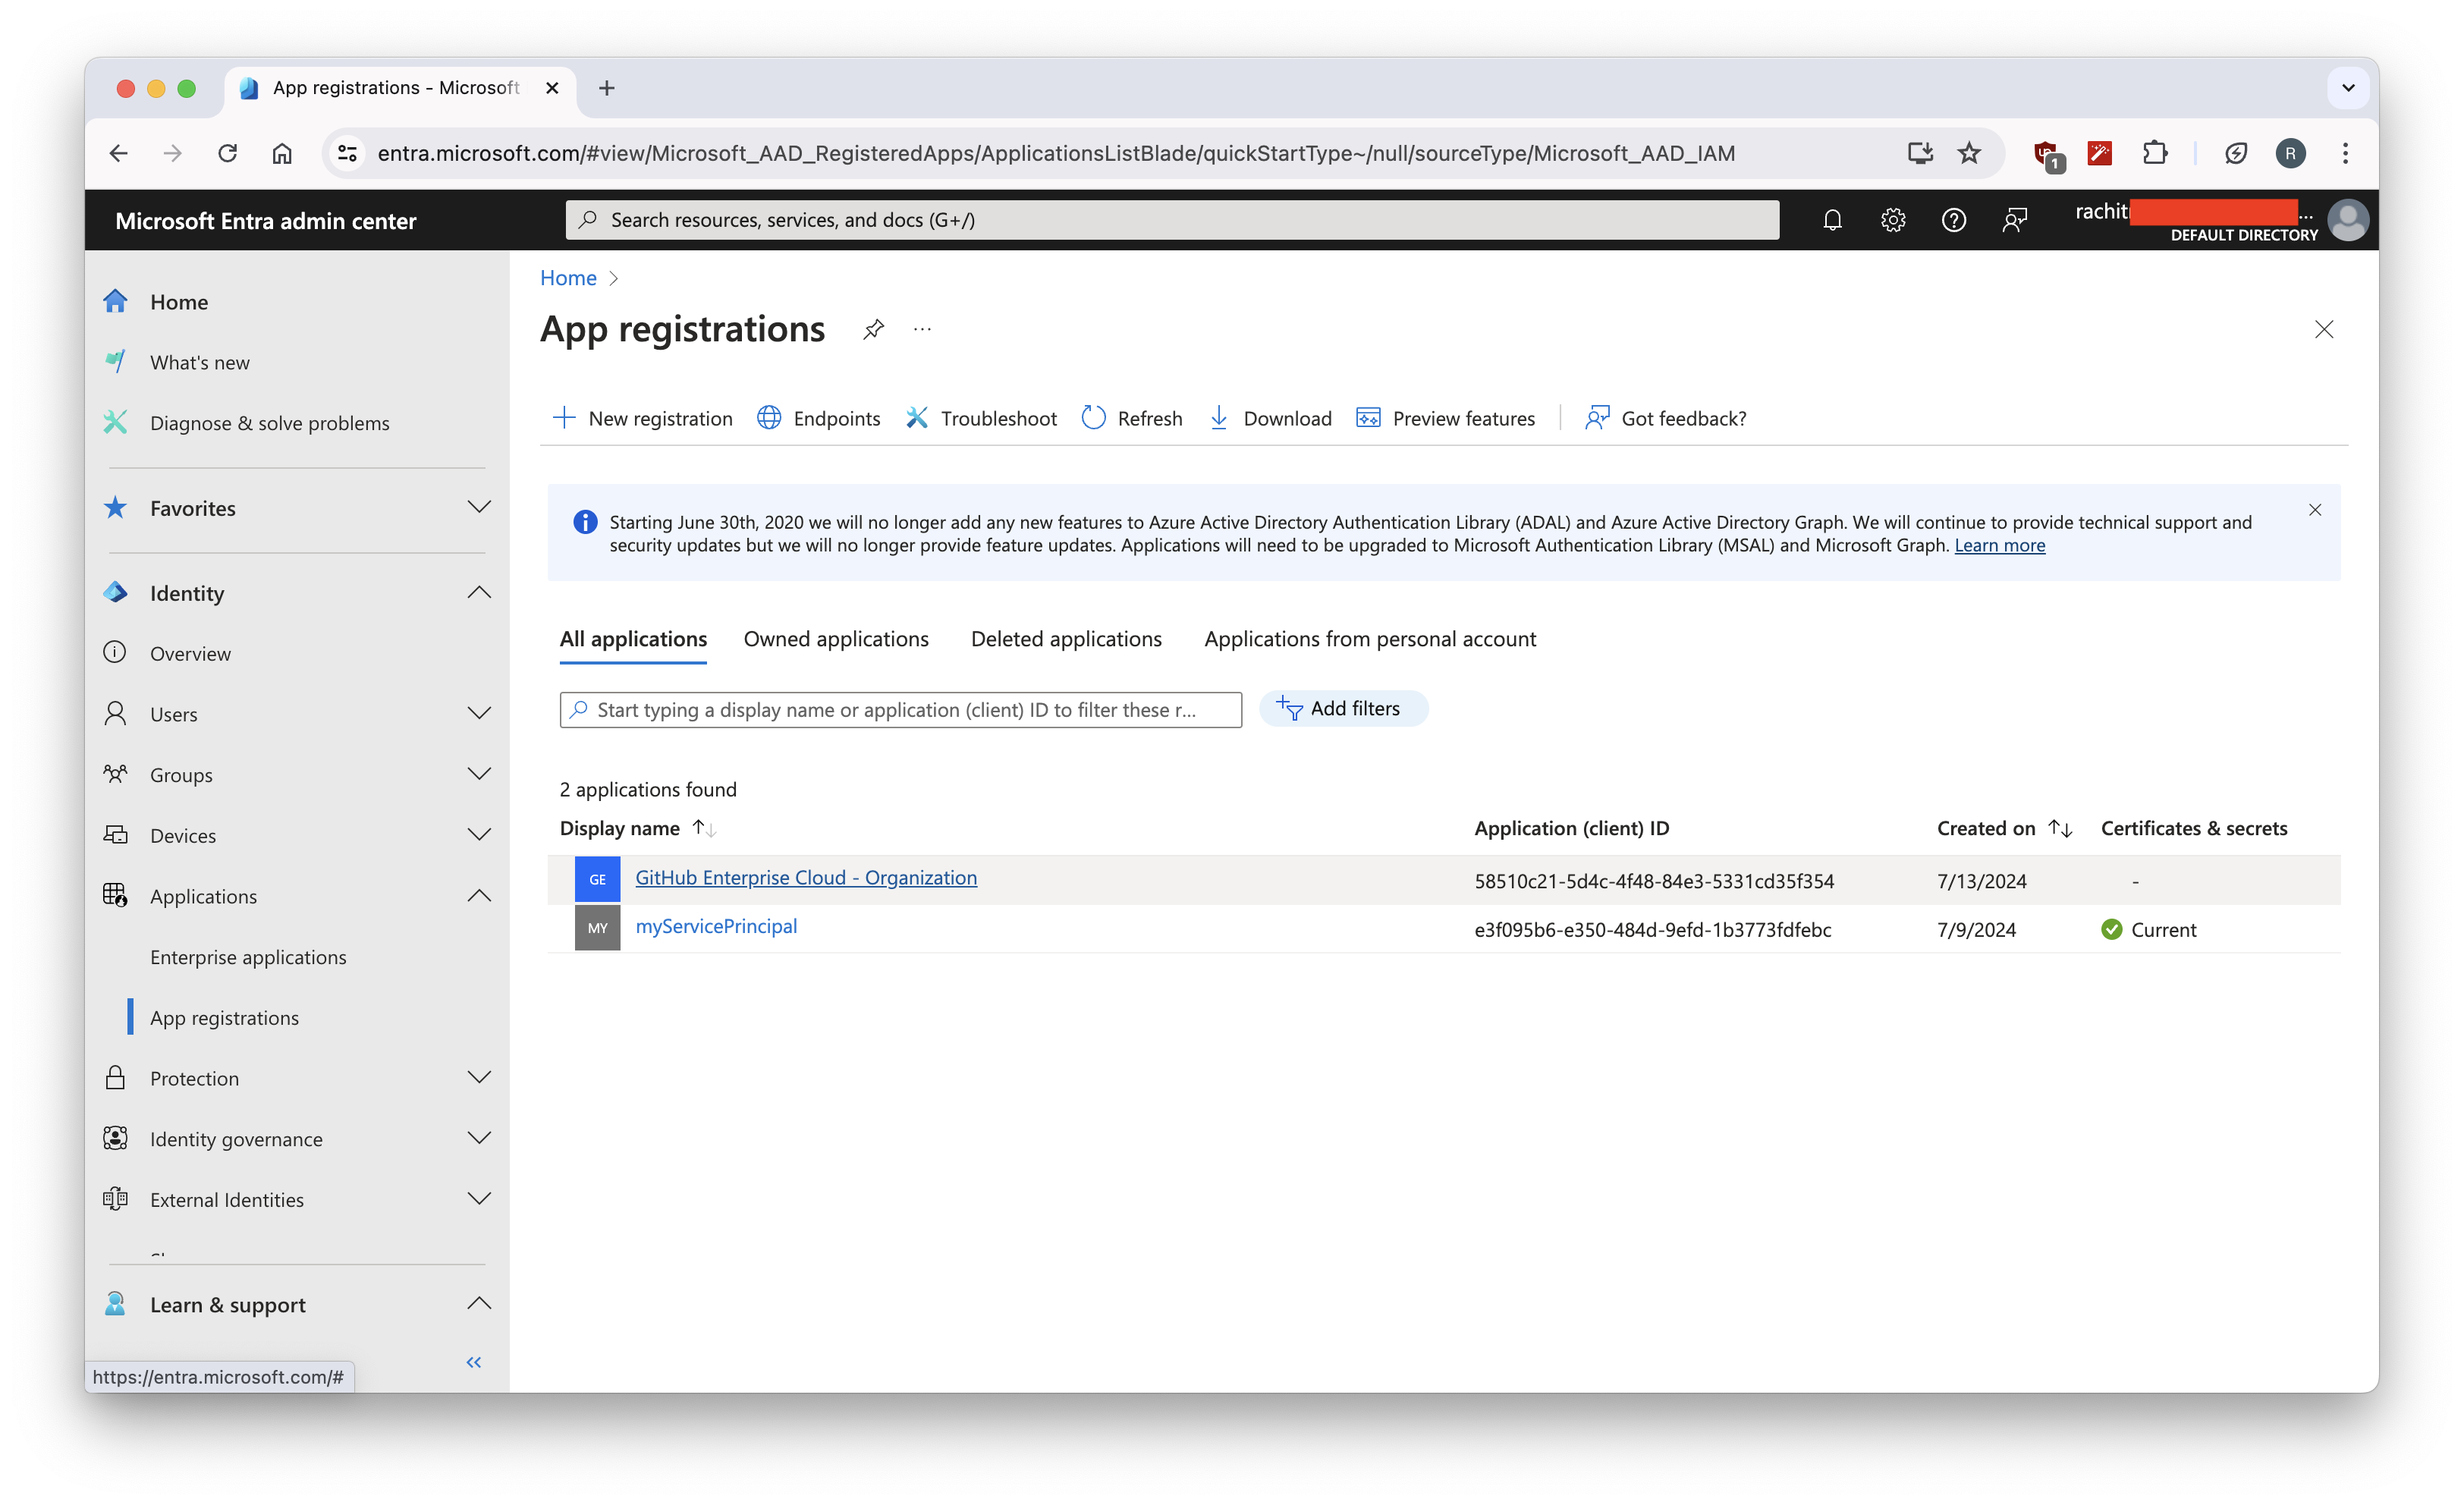 App registrations - Microsoft
entra.microsoft.com/#view/Microsoft_AAD_RegisteredApps/ApplicationsListBlade/quickStartType~/null/sourceType/Microsoft_AAD_IAM
1
R
Microsoft Entra admin center
Search resources, services, and docs (G+/)
rachit
...
DEFAULT DIRECTORY
Home
What's new
Diagnose & solve problems
Favorites
Identity
Overview
Users
Groups
Devices
Applications
Enterprise applications
App registrations
Protection
Identity governance
External Identities
Learn & support
https://entra.microsoft.com/#
Home
App registrations
...
New registration
Endpoints
Troubleshoot
Refresh
Download
Preview features
Got feedback?
Starting June 30th, 2020 we will no longer add any new features to Azure Active Directory Authentication Library (ADAL) and Azure Active Directory Graph. We will continue to provide technical support and
security updates but we will no longer provide feature updates. Applications will need to be upgraded to Microsoft Authentication Library (MSAL) and Microsoft Graph. Learn more
All applications Owned applications Deleted applications Applications from personal account
Start typing a display name or application (client) ID to filter these r...
Add filters
2 applications found
Display name Application (client) ID Created on Certificates & secrets
GE GitHub Enterprise Cloud - Organization 58510c21-5d4c-4f48-84e3-5331cd35f354 7/13/2024 -
MY myServicePrincipal e3f095b6-e350-484d-9efd-1b3773fdfebc 7/9/2024 Current